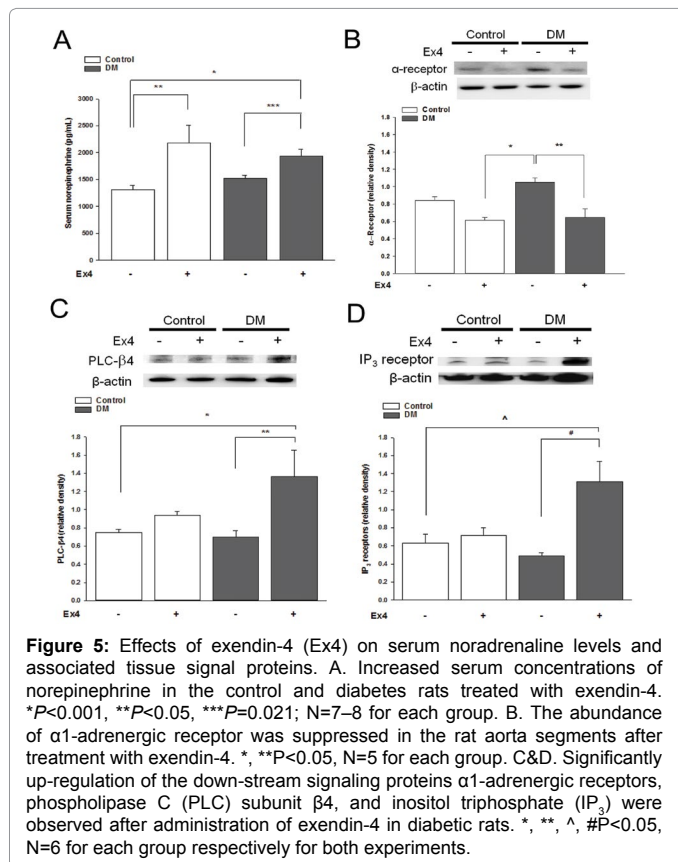 A
Control
DM
*
**
***
Serum norepinephrine (pg/mL)
3000
2500
2000
1500
1000
500
0
Ex4 - + - +
B
Control DM
Ex4 - + - +
α-receptor
β-actin
Control
DM
* **
α-Receptor (relative density)
1.8
1.6
1.4
1.2
1.0
0.8
0.6
0.4
0.2
0.0
Ex4 - + - +
C
Control DM
Ex4 - + - +
PLC-β4
β-actin
Control
DM
*
**
PLC-β4(relative density)
1.8
1.6
1.4
1.2
1.0
0.8
0.6
0.4
0.2
0.0
Ex4 - + - +
D
Control DM
Ex4 - + - +
IP3 receptor
β-actin
Control
DM
^
#
IP3 receptors (relative density)
1.8
1.6
1.4
1.2
1.0
0.8
0.6
0.4
0.2
0.0
Ex4 - + - +
Figure 5: Effects of exendin-4 (Ex4) on serum noradrenaline levels and
associated tissue signal proteins. A. Increased serum concentrations of
norepinephrine in the control and diabetes rats treated with exendin-4.
*P<0.001, **P<0.05, ***P=0.021; N=7–8 for each group. B. The abundance
of α1-adrenergic receptor was suppressed in the rat aorta segments after
treatment with exendin-4. *, **P<0.05, N=5 for each group. C&D. Significantly
up-regulation of the down-stream signaling proteins α1-adrenergic receptors,
phospholipase C (PLC) subunit β4, and inositol triphosphate (IP3) were
observed after administration of exendin-4 in diabetic rats. *, **, ^, #P<0.05,
N=6 for each group respectively for both experiments.